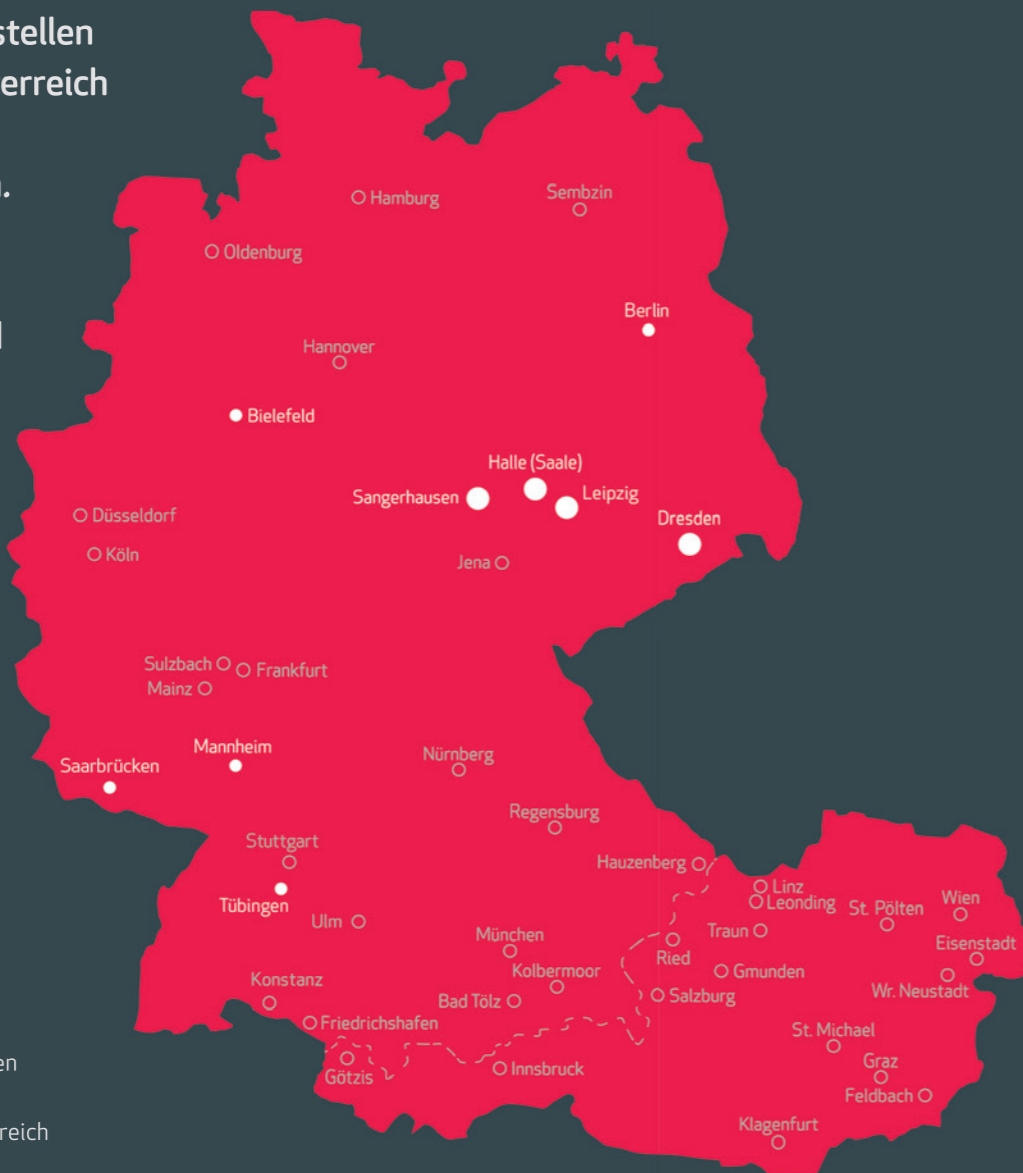 stellen
erreich
Hamburg
Sembzin
Oldenburg
Berlin
Hannover
Bielefeld
Halle (Saale)
Sangerhausen
Leipzig
Düsseldorf
Dresden
Köln
Jena
Sulzbach
Frankfurt
Mainz
Mannheim
Nürnberg
Saarbrücken
Regensburg
Stuttgart
Hauzenberg
Linz
Leonding
Wien
Tübingen
St. Pölten
Ulm
Traun
München
Eisenstadt
Ried
Kolbermoor
Gmunden
Konstanz
Wr. Neustadt
Bad Tölz
Salzburg
Friedrichshafen
St. Michael
en
Graz
Innsbruck
Götzis
Feldbach
Klagenfurt
reich